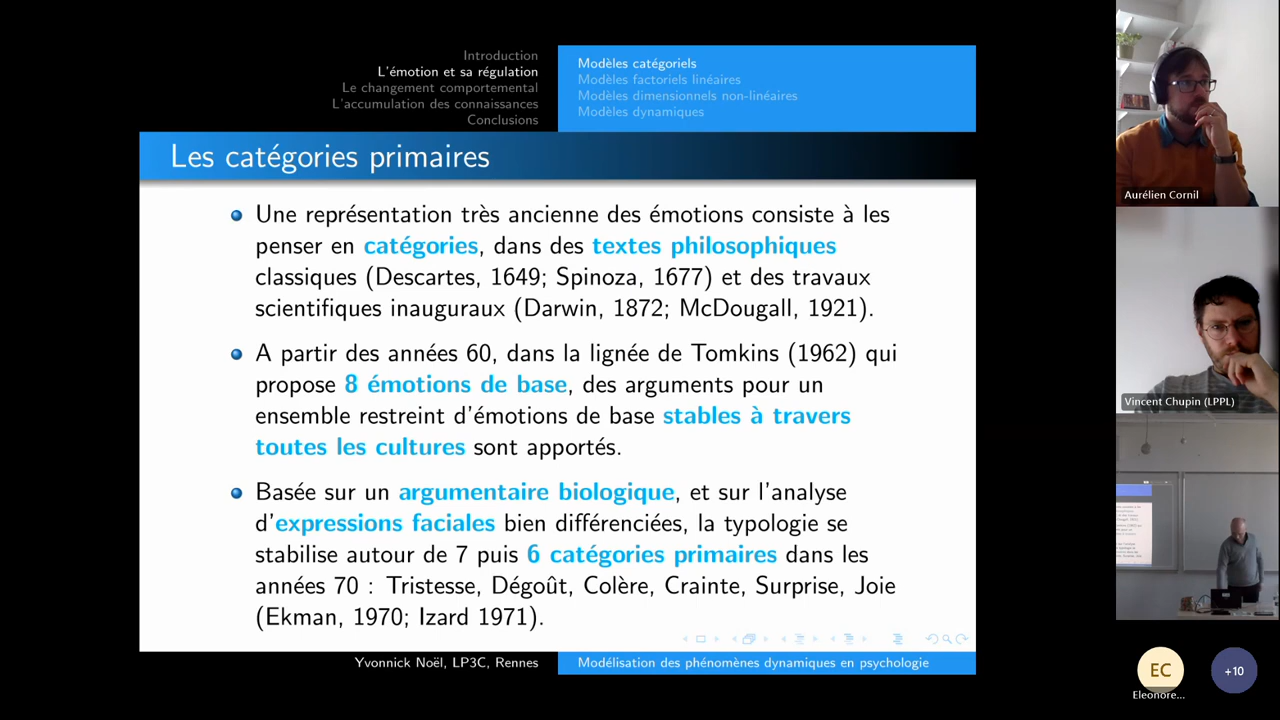 Introduction
L'émotion et sa régulation
Le changement comportemental
L'accumulation des connaissances
Conclusions
Modèles catégoriels
Modèles factoriels linéaires
Modèles dimensionnels non-linéaires
Modèles dynamiques
Les catégories primaires
Une représentation très ancienne des émotions consiste à les
penser en catégories, dans des textes philosophiques
classiques (Descartes, 1649; Spinoza, 1677) et des travaux
scientifiques inauguraux (Darwin, 1872; McDougall, 1921).
A partir des années 60, dans la lignée de Tomkins (1962) qui
propose 8 émotions de base, des arguments pour un
ensemble restreint d'émotions de base stables à travers
toutes les cultures sont apportés.
Basée sur un argumentaire biologique, et sur l'analyse
d'expressions faciales bien différenciées, la typologie se
stabilise autour de 7 puis 6 catégories primaires dans les
années 70 : Tristesse, Dégoût, Colère, Crainte, Surprise, Joie
(Ekman, 1970; Izard 1971).
Yvonnick Noël, LP3C, Rennes
Modélisation des phénomènes dynamiques en psychologie
Aurélien Cornil
Vincent Chupin (LPPL)
EC
Eleonore...
+10